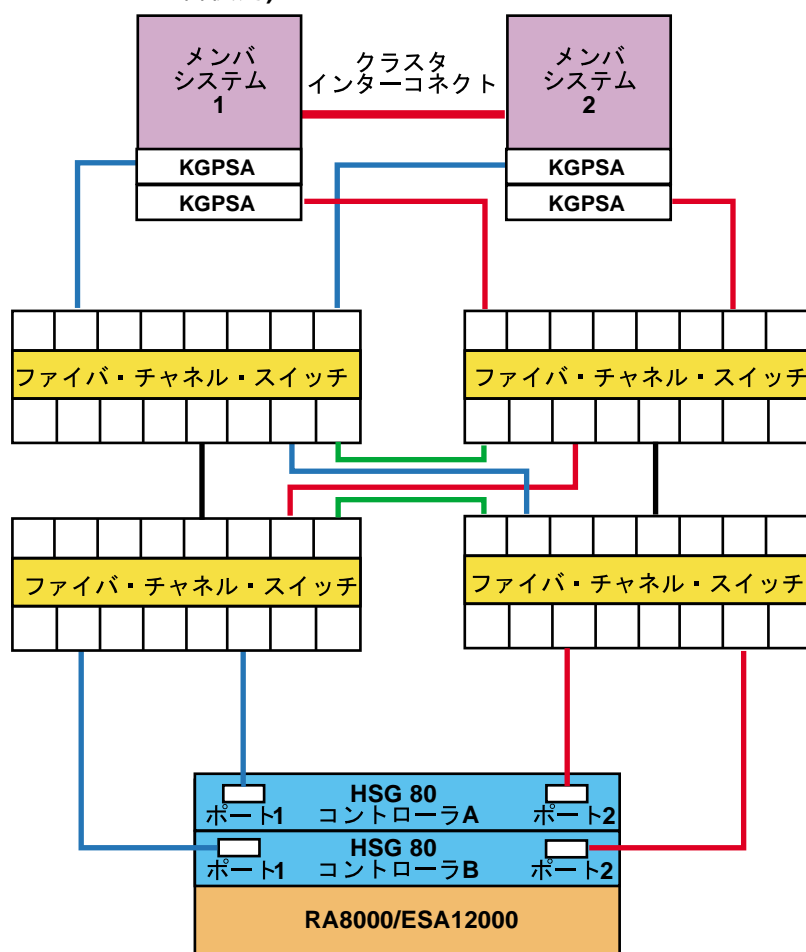 メンバ
システム
1
クラスタ
インターコネクト
メンバ
システム
2
KGPSA
KGPSA
KGPSA
KGPSA
ファイバ・チャネル・スイッチ
ファイバ・チャネル・スイッチ
ファイバ・チャネル・スイッチ
ファイバ・チャネル・スイッチ
HSG 80
ポート1 コントローラA ポート2
HSG 80
ポート1 コントローラB ポート2
RA8000/ESA12000